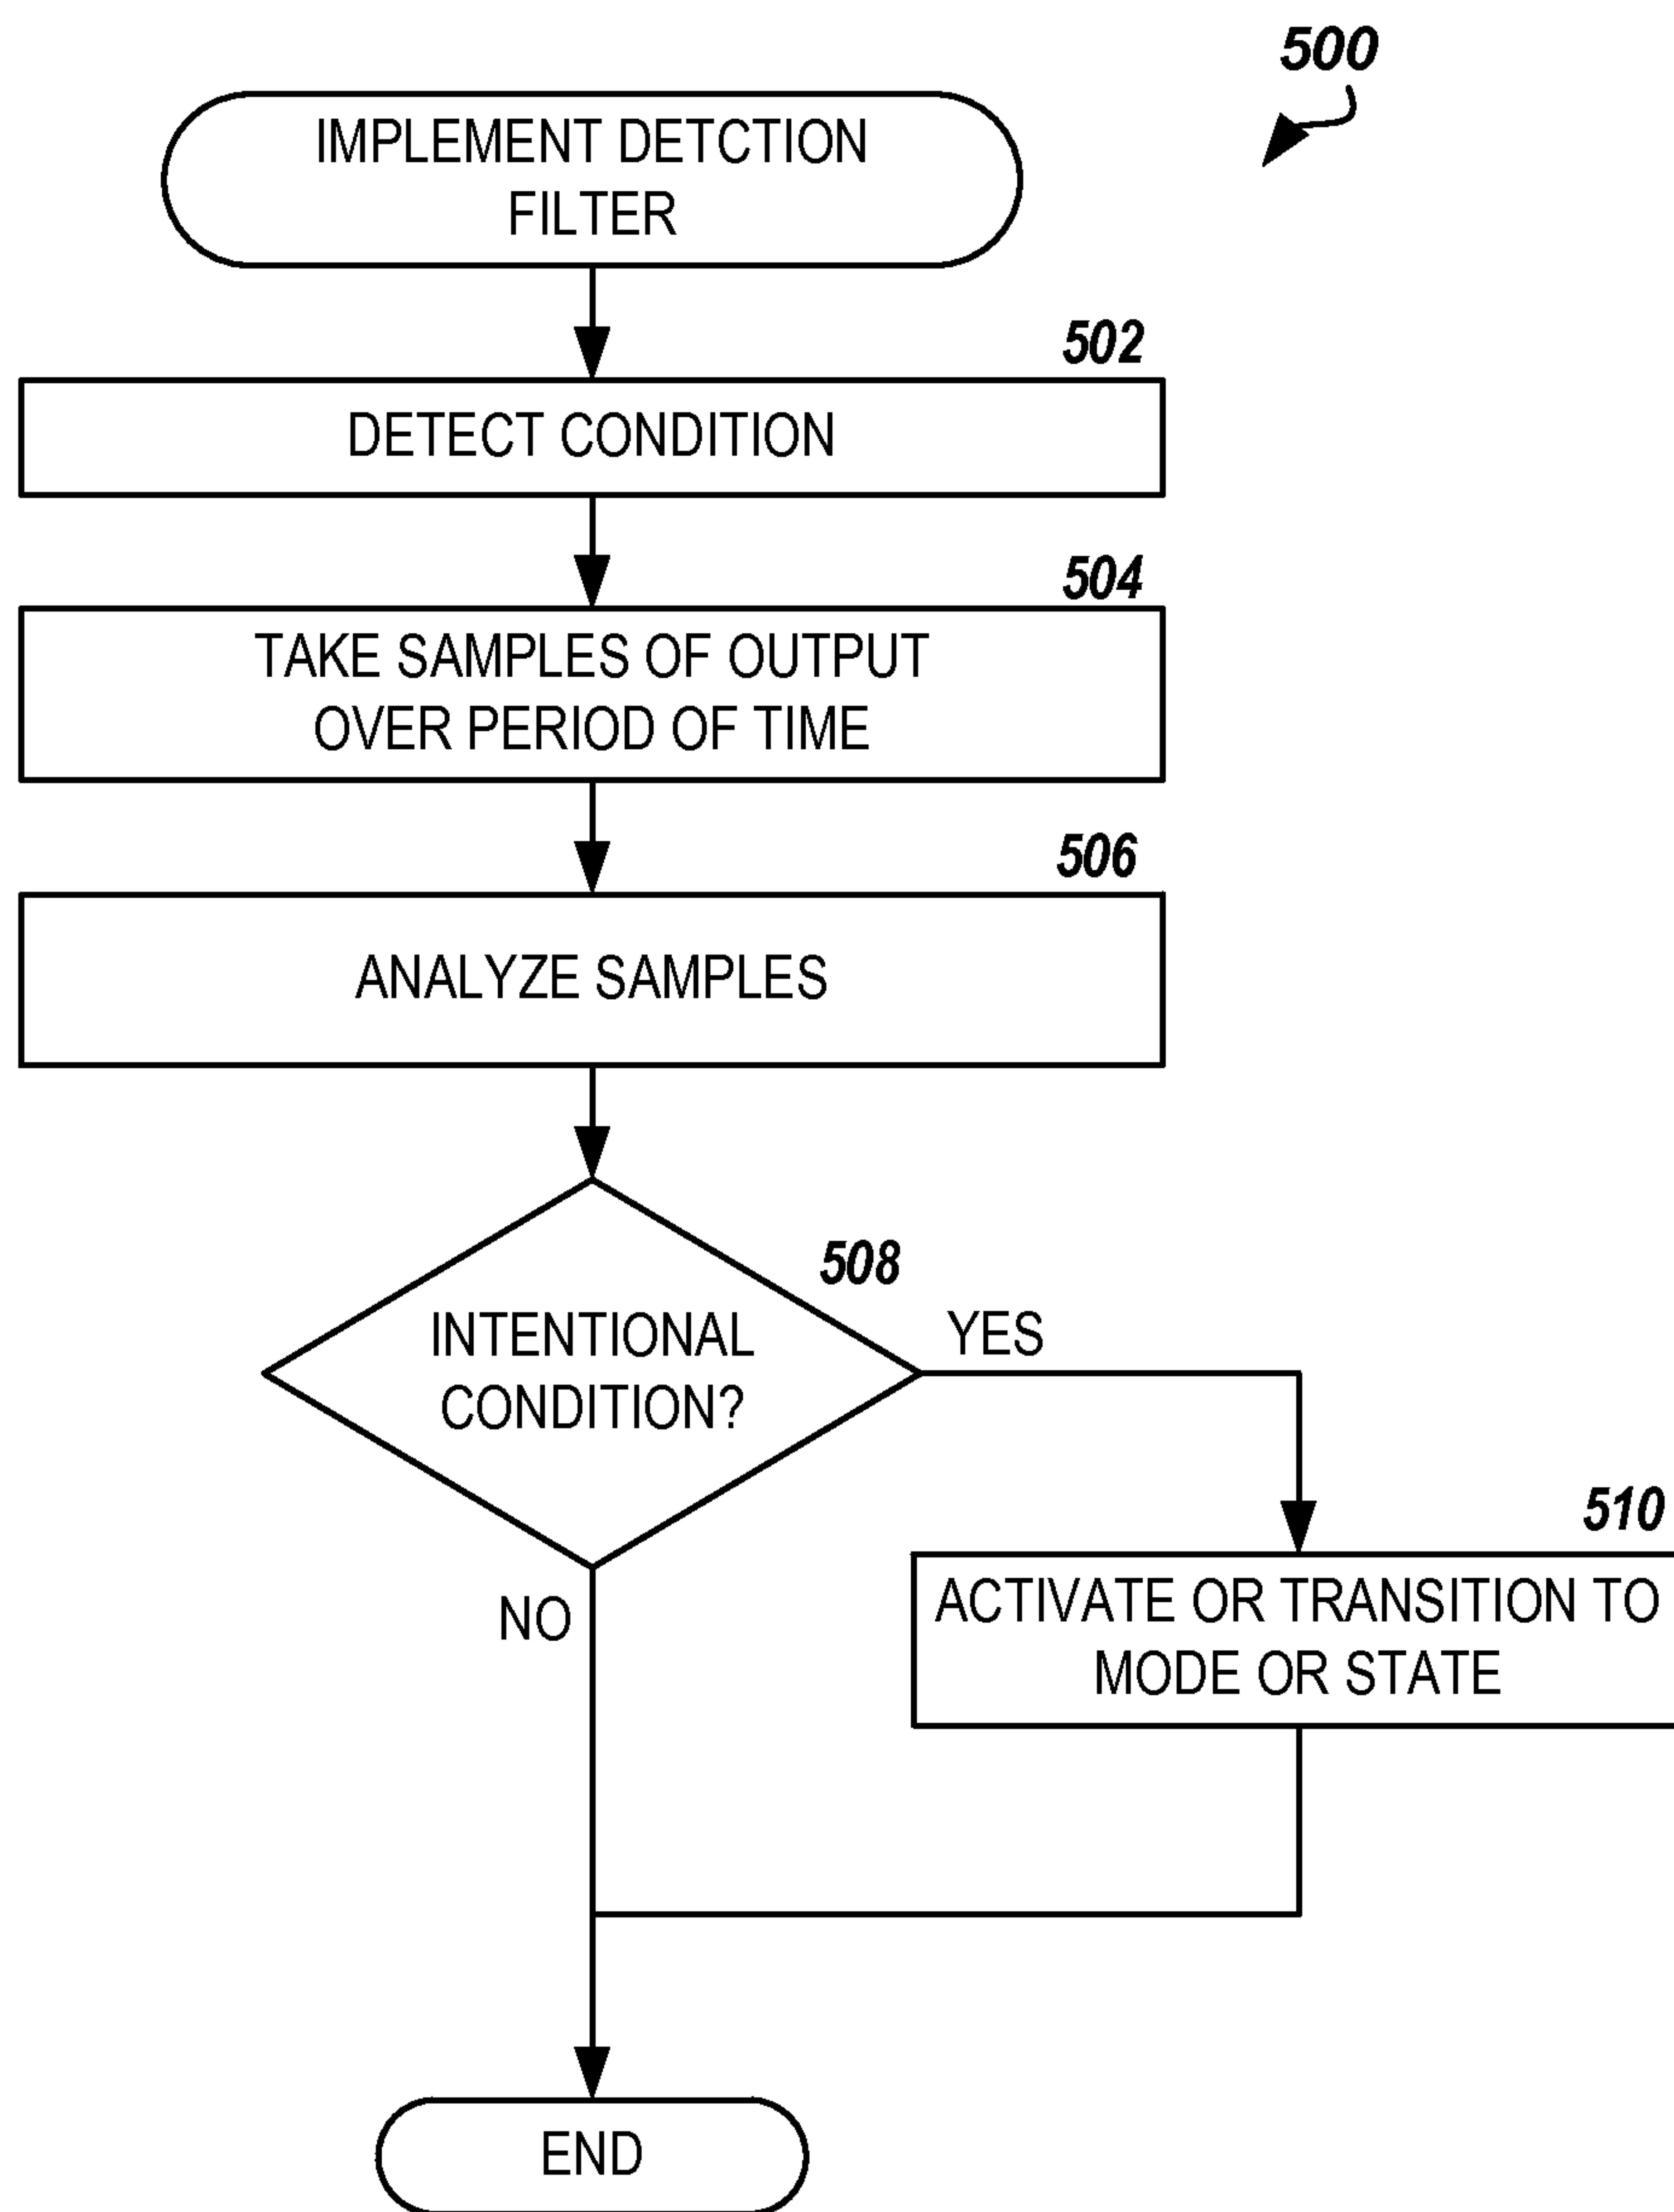 500
IMPLEMENT DETCTION
FILTER
502
DETECT CONDITION
504
TAKE SAMPLES OF OUTPUT
OVER PERIOD OF TIME
506
ANALYZE SAMPLES
508
INTENTIONAL
CONDITION?
YES
NO
510
ACTIVATE OR TRANSITION TO
MODE OR STATE
END